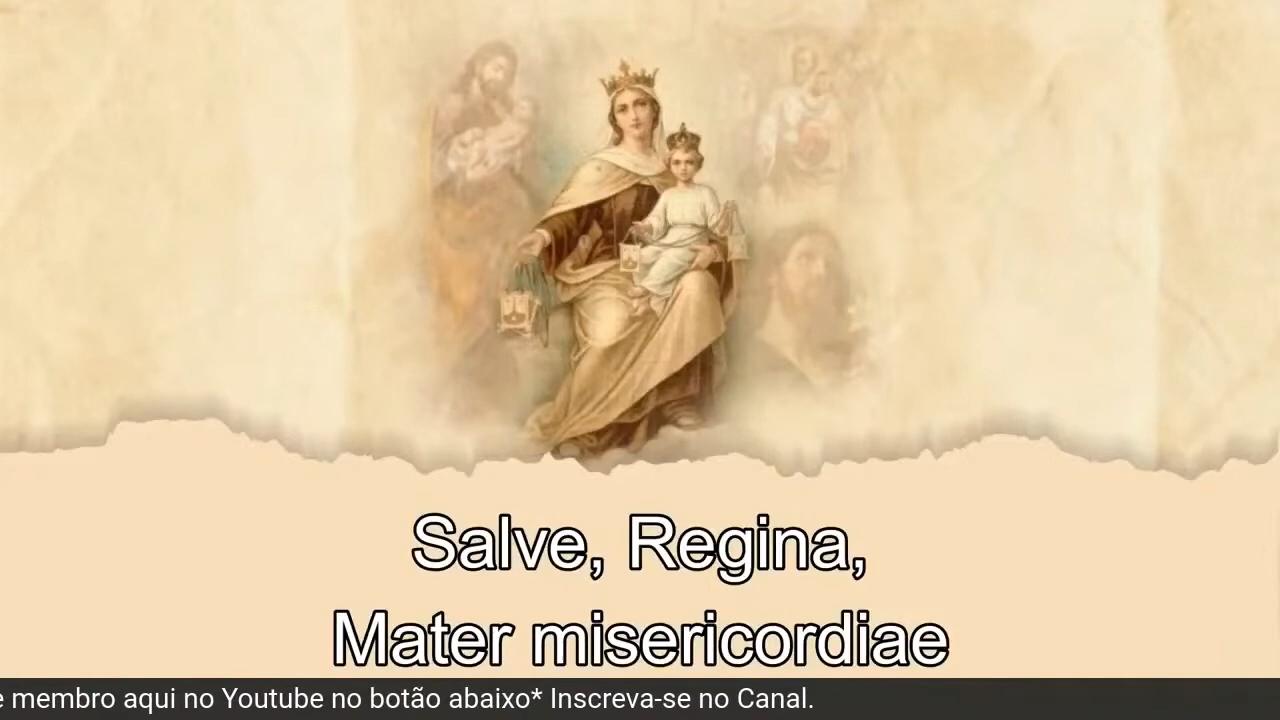 Salve, Regina,
Mater misericordiae
membro aqui no Youtube no botão abaixo* Inscreva-se no Canal.